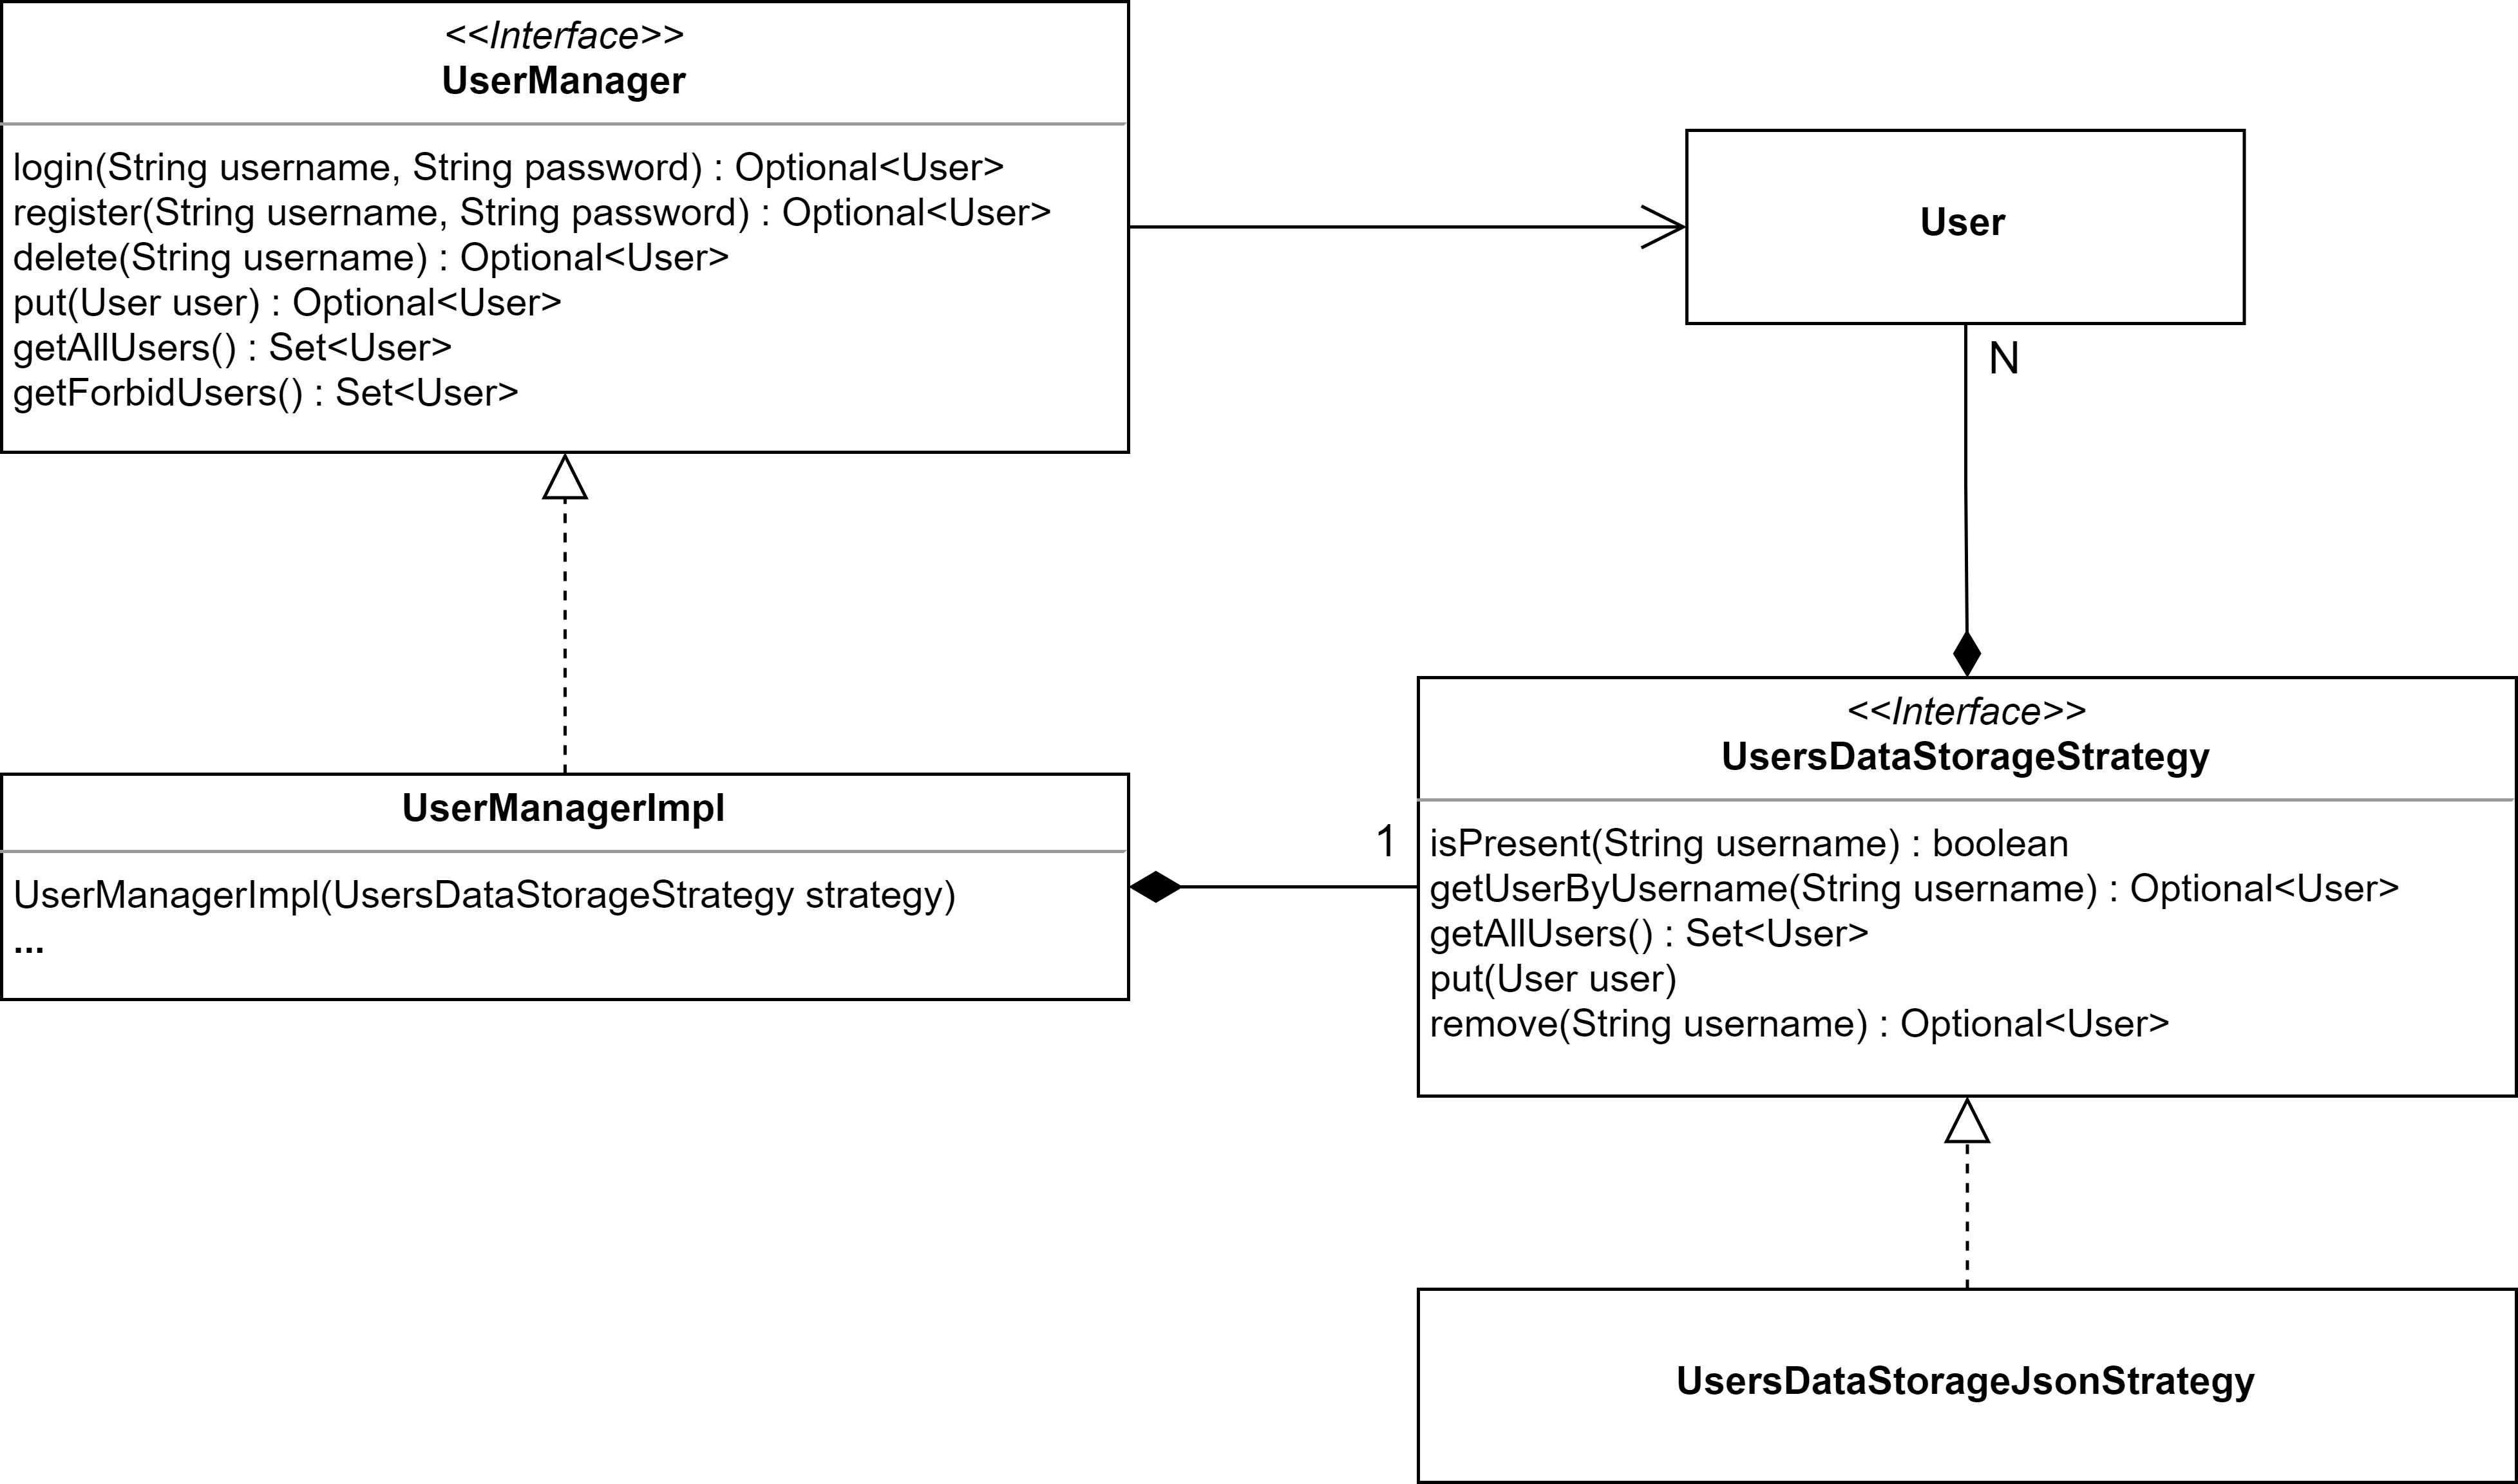 <<Interface>>
UserManager
login(String username, String password) : Optional<User>
register(String username, String password) : Optional<User>
delete(String username) : Optional<User>
put(User user) : Optional<User>
getAllUsers() : Set<User>
getForbidUsers() : Set<User>
User
N
<<Interface>>
UsersDataStorageStrategy
isPresent(String username) : boolean
getUserByUsername(String username) : Optional<User>
getAllUsers() : Set<User>
put(User user)
remove(String username) : Optional<User>
UserManagerImpl
UserManagerImpl(UsersDataStorageStrategy strategy)
...
1
UsersDataStorageJsonStrategy